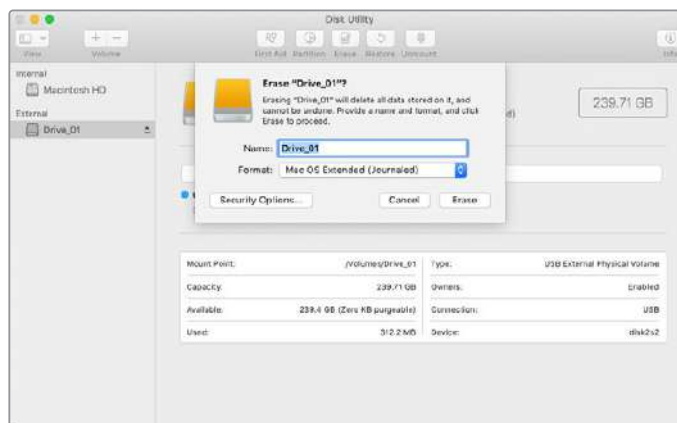 Disk Utility
View
Volume
First Aid Partition Erase Restore Unmount
Internal
Macintosh HD
External
Drive_01
239.71 GB
Erase "Drive_01"?
Erasing "Drive_01" will delete all data stored on it, and
cannot be undone. Provide a name and format, and click
Erase to proceed.
Name: Drive_01
Format: Mac OS Extended (Journaled)
Security Options... Cancel Erase
Mount Point: /Volumes/Drive_01
Type: USB External Physical Volume
Capacity: 239.71 GB
Owners: Enabled
Available: 239.4 GB (Zero KB purgeable)
Connection: USB
Used: 312.2 MB
Device: disk2s2